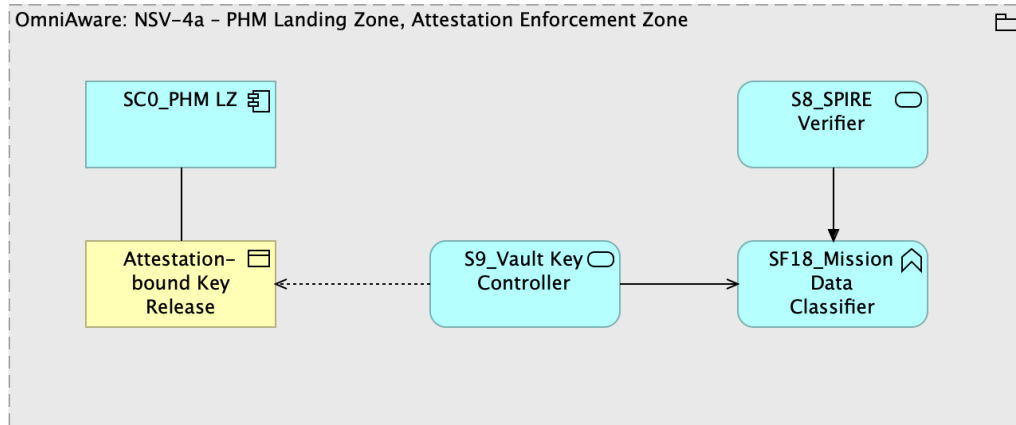 OmniAware: NSV-4a – PHM Landing Zone, Attestation Enforcement Zone
SC0_PHM LZ
S8_SPIRE
Verifier
Attestation-
bound Key
Release
S9_Vault Key
Controller
SF18_Mission
Data
Classifier